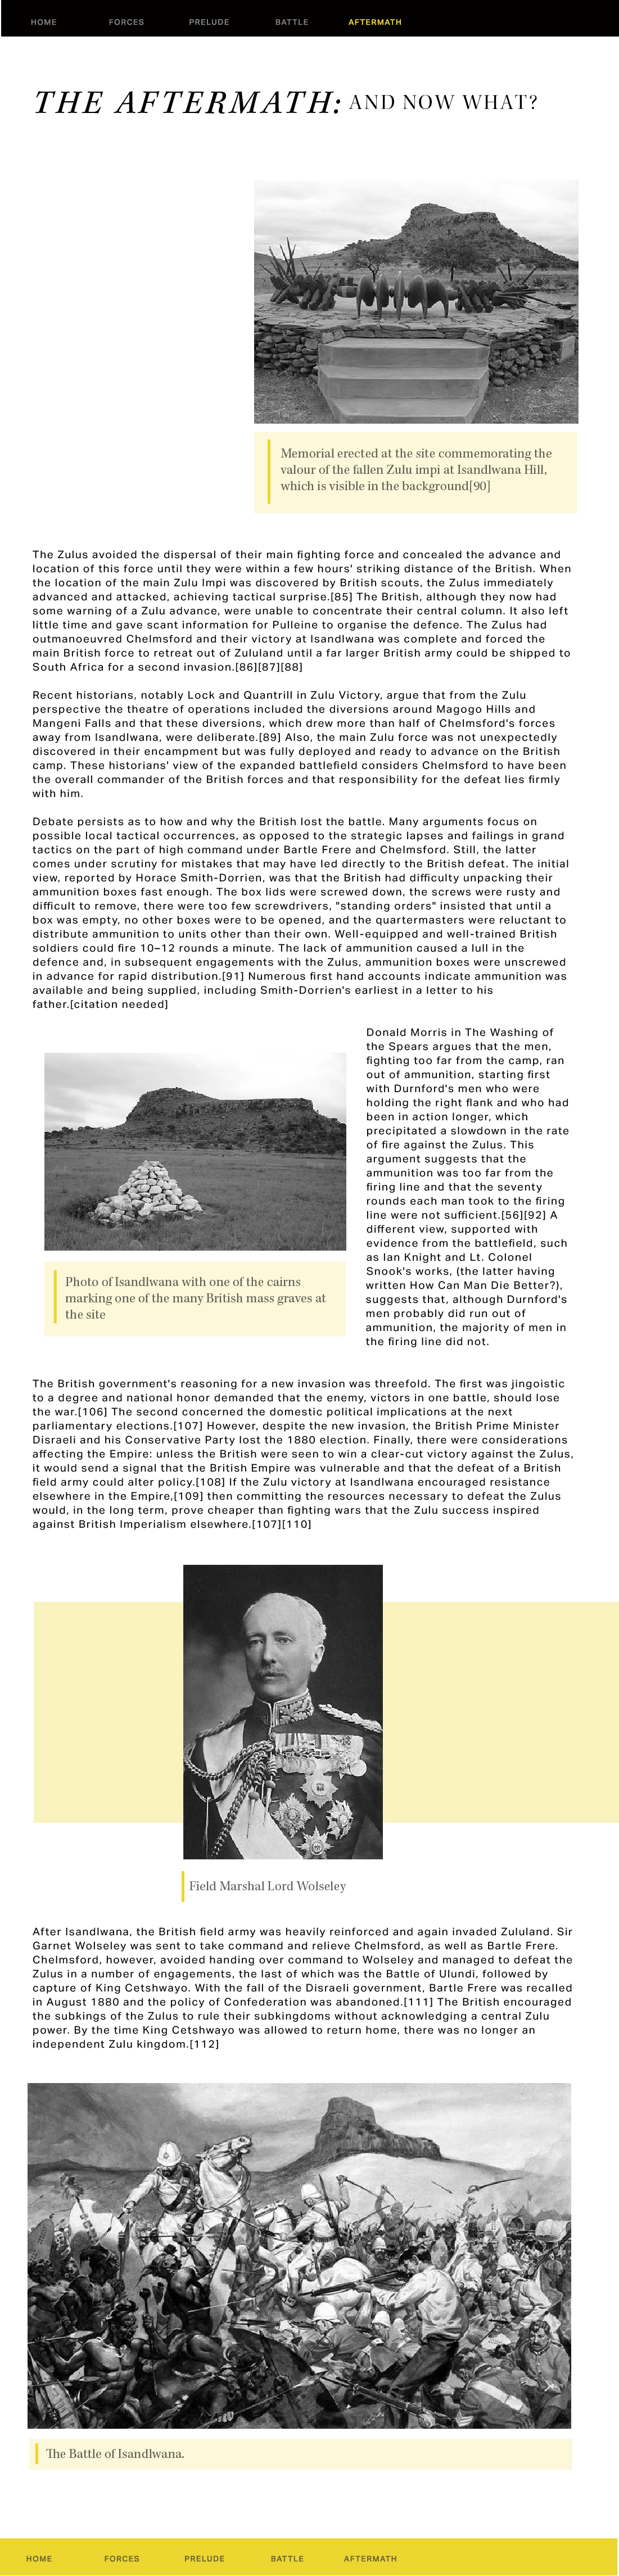 HOME FORCES PRELUDE BATTLE AFTERMATH
THE AFTERMATH: AND NOW WHAT?
Memorial erected at the site commemorating the
valour of the fallen Zulu impi at Isandlwana Hill,
which is visible in the background[90]
The Zulus avoided the dispersal of their main fighting force and concealed the advance and
location of this force until they were within a few hours' striking distance of the British. When
the location of the main Zulu Impi was discovered by British scouts, the Zulus immediately
advanced and attacked, achieving tactical surprise.[85] The British, although they now had
some warning of a Zulu advance, were unable to concentrate their central column. It also left
little time and gave scant information for Pulleine to organise the defence. The Zulus had
outmanoeuvred Chelmsford and their victory at Isandlwana was complete and forced the
main British force to retreat out of Zululand until a far larger British army could be shipped to
South Africa for a second invasion.[86][87][88]
Recent historians, notably Lock and Quantrill in Zulu Victory, argue that from the Zulu
perspective the theatre of operations included the diversions around Magogo Hills and
Mangeni Falls and that these diversions, which drew more than half of Chelmsford's forces
away from Isandlwana, were deliberate.[89] Also, the main Zulu force was not unexpectedly
discovered in their encampment but was fully deployed and ready to advance on the British
camp. These historians' view of the expanded battlefield considers Chelmsford to have been
the overall commander of the British forces and that responsibility for the defeat lies firmly
with him.
Debate persists as to how and why the British lost the battle. Many arguments focus on
possible local tactical occurrences, as opposed to the strategic lapses and failings in grand
tactics on the part of high command under Bartle Frere and Chelmsford. Still, the latter
comes under scrutiny for mistakes that may have led directly to the British defeat. The initial
view, reported by Horace Smith-Dorrien, was that the British had difficulty unpacking their
ammunition boxes fast enough. The box lids were screwed down, the screws were rusty and
difficult to remove, there were too few screwdrivers, "standing orders" insisted that until a
box was empty, no other boxes were to be opened, and the quartermasters were reluctant to
distribute ammunition to units other than their own. Well-equipped and well-trained British
soldiers could fire 10–12 rounds a minute. The lack of ammunition caused a lull in the
defence and, in subsequent engagements with the Zulus, ammunition boxes were unscrewed
in advance for rapid distribution.[91] Numerous first hand accounts indicate ammunition was
available and being supplied, including Smith-Dorrien's earliest in a letter to his
father.[citation needed]
Donald Morris in The Washing of
the Spears argues that the men,
fighting too far from the camp, ran
out of ammunition, starting first
with Durnford's men who were
holding the right flank and who had
been in action longer, which
precipitated a slowdown in the rate
of fire against the Zulus. This
argument suggests that the
ammunition was too far from the
firing line and that the seventy
rounds each man took to the firing
line were not sufficient.[56][92] A
different view, supported with
evidence from the battlefield, such
as Ian Knight and Lt. Colonel
Snook's works, (the latter having
written How Can Man Die Better?),
suggests that, although Durnford's
men probably did run out of
ammunition, the majority of men in
the firing line did not.
Photo of Isandlwana with one of the cairns
marking one of the many British mass graves at
the site
The British government's reasoning for a new invasion was threefold. The first was jingoistic
to a degree and national honor demanded that the enemy, victors in one battle, should lose
the war.[106] The second concerned the domestic political implications at the next
parliamentary elections.[107] However, despite the new invasion, the British Prime Minister
Disraeli and his Conservative Party lost the 1880 election. Finally, there were considerations
affecting the Empire: unless the British were seen to win a clear-cut victory against the Zulus,
it would send a signal that the British Empire was vulnerable and that the defeat of a British
field army could alter policy.[108] If the Zulu victory at Isandlwana encouraged resistance
elsewhere in the Empire,[109] then committing the resources necessary to defeat the Zulus
would, in the long term, prove cheaper than fighting wars that the Zulu success inspired
against British Imperialism elsewhere.[107][110]
Field Marshal Lord Wolseley
After Isandlwana, the British field army was heavily reinforced and again invaded Zululand. Sir
Garnet Wolseley was sent to take command and relieve Chelmsford, as well as Bartle Frere.
Chelmsford, however, avoided handing over command to Wolseley and managed to defeat the
Zulus in a number of engagements, the last of which was the Battle of Ulundi, followed by
capture of King Cetshwayo. With the fall of the Disraeli government, Bartle Frere was recalled
in August 1880 and the policy of Confederation was abandoned.[111] The British encouraged
the subkings of the Zulus to rule their subkingdoms without acknowledging a central Zulu
power. By the time King Cetshwayo was allowed to return home, there was no longer an
independent Zulu kingdom.[112]
The Battle of Isandlwana.
HOME FORCES PRELUDE BATTLE AFTERMATH